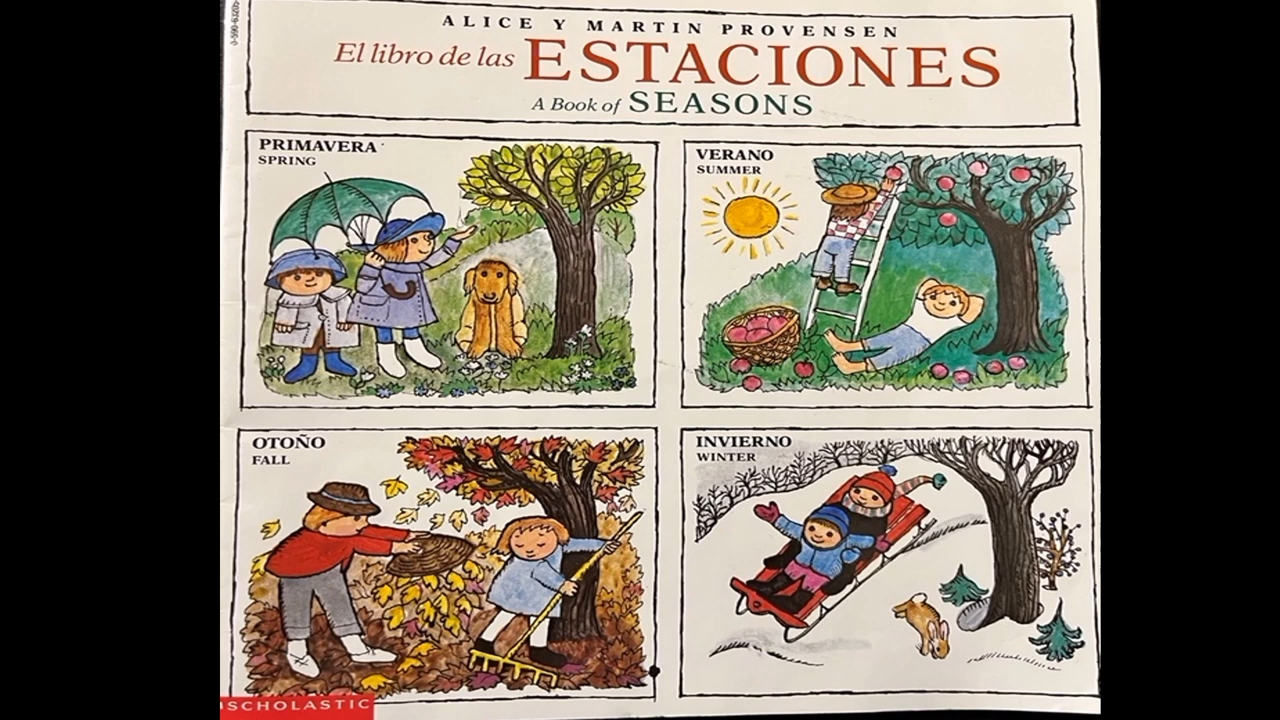 ALICE Y MARTIN PROVENSEN
El libro de las ESTACIONES
A Book of SEASONS
PRIMAVERA
SPRING
VERANO
SUMMER
OTOÑO
FALL
INVIERNO
WINTER
SCHOLASTIC